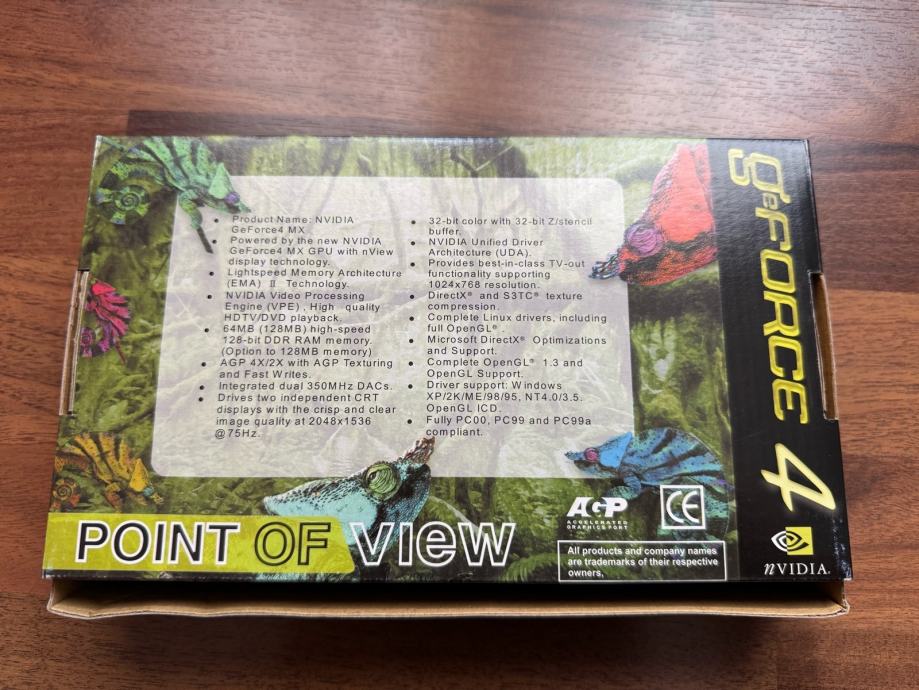 • Product Name: NVIDIA
GeForce4 MX
• Powered by the new NVIDIA
GeForce4 MX GPU with nView
display technology.
• Lightspeed Memory Architecture
(EMA) II Technology.
• NVIDIA Video Processing
Engine (VPE), High quality
HDTV/DVD playback.
• 64MB (128MB) high-speed
128-bit DDR RAM memory.
(Option to 128MB memory)
• AGP 4X/2X with AGP Texturing
and Fast Writes.
• Integrated dual 350MHz DACs.
• Drives two independent CRT
displays with the crisp and clear
image quality at 2048x1536
@75Hz.
• 32-bit color with 32-bit Z/stencil
buffer.
• NVIDIA Unified Driver
Architecture (UDA).
• Provides best-in-class TV-out
functionality supporting
1024x768 resolution.
• DirectX® and S3TC® texture
compression.
• Complete Linux drivers, including
full OpenGL®.
• Microsoft DirectX® Optimizations
and Support.
• Complete OpenGL® 1.3 and
OpenGL Support.
• Driver support: Windows
XP/2K/ME/98/95, NT4.0/3.5.
OpenGL ICD.
• Fully PC00, PC99 and PC99a
compliant.
GeFORCE 4
POINT OF VIEW
AGP
ACCELERATED
GRAPHICS PORT
CE
All products and company names
are trademarks of their respective
owners,
nVIDIA.